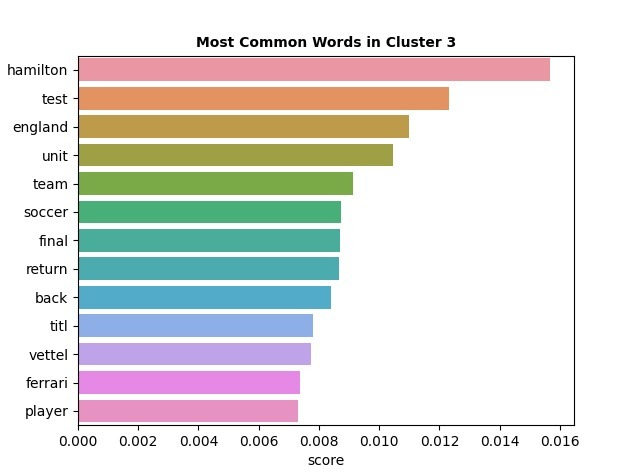 Most Common Words in Cluster 3
hamilton
test
england
unit
team
soccer
final
return
back
titl
vettel
ferrari
player
0.000 0.002 0.004 0.006 0.008 0.010 0.012 0.014 0.016
score